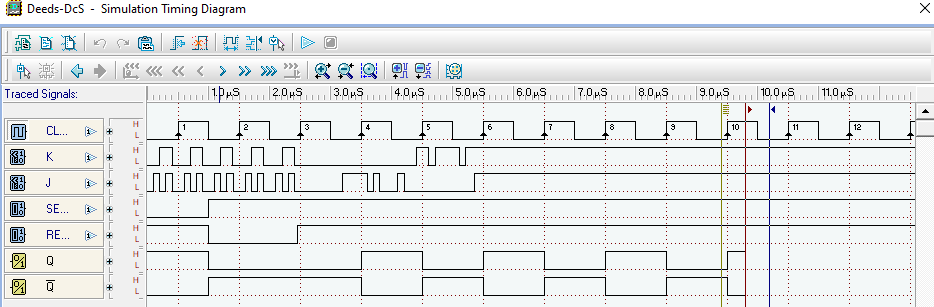 Deeds-DcS - Simulation Timing Diagram
Traced Signals: 1.0µS 2.0µS 3.0µS 4.0µS 5.0µS 6.0µS 7.0µS 8.0µS 9.0µS 10.0µS 11.0µS
CL... H L 1 2 3 4 5 6 7 8 9 10 11 12
K H L
J H L
SE... H L
RE... H L
Q H L
Q̅ H L